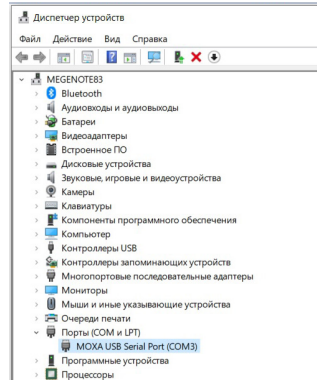 Диспетчер устройств
Файл Действие Вид Справка
MEGENOTE83
Bluetooth
Аудиовходы и аудиовыходы
Батареи
Видеоадаптеры
Встроенное ПО
Дисковые устройства
Звуковые, игровые и видеоустройства
Камеры
Клавиатуры
Компоненты программного обеспечения
Компьютер
Контроллеры USB
Контроллеры запоминающих устройств
Многопортовые последовательные адаптеры
Мониторы
Мыши и иные указывающие устройства
Очереди печати
Порты (COM и LPT)
MOXA USB Serial Port (COM3)
Программные устройства
Процессоры